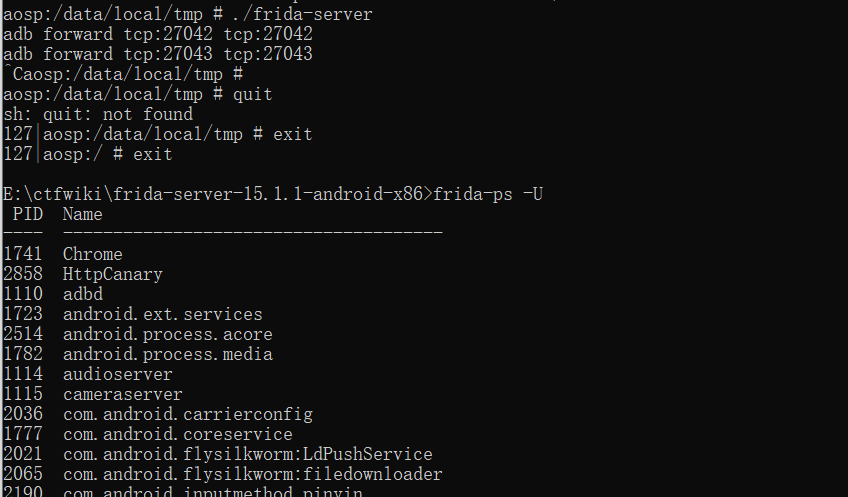 aosp:/data/local/tmp # ./frida-server
adb forward tcp:27042 tcp:27042
adb forward tcp:27043 tcp:27043
^Caosp:/data/local/tmp #
aosp:/data/local/tmp # quit
sh: quit: not found
127|aosp:/data/local/tmp # exit
127|aosp:/ # exit
E:\ctfwiki\frida-server-15.1.1-android-x86>frida-ps -U
PID  Name
----  --------------------------------------
1741  Chrome
2858  HttpCanary
1110  adbd
1723  android.ext.services
2514  android.process.acore
1782  android.process.media
1114  audioserver
1115  cameraserver
2036  com.android.carrierconfig
1777  com.android.coreservice
2021  com.android.flysilkworm:LdPushService
2065  com.android.flysilkworm:filedownloader
2190  com.android.inputmethod.pinyin